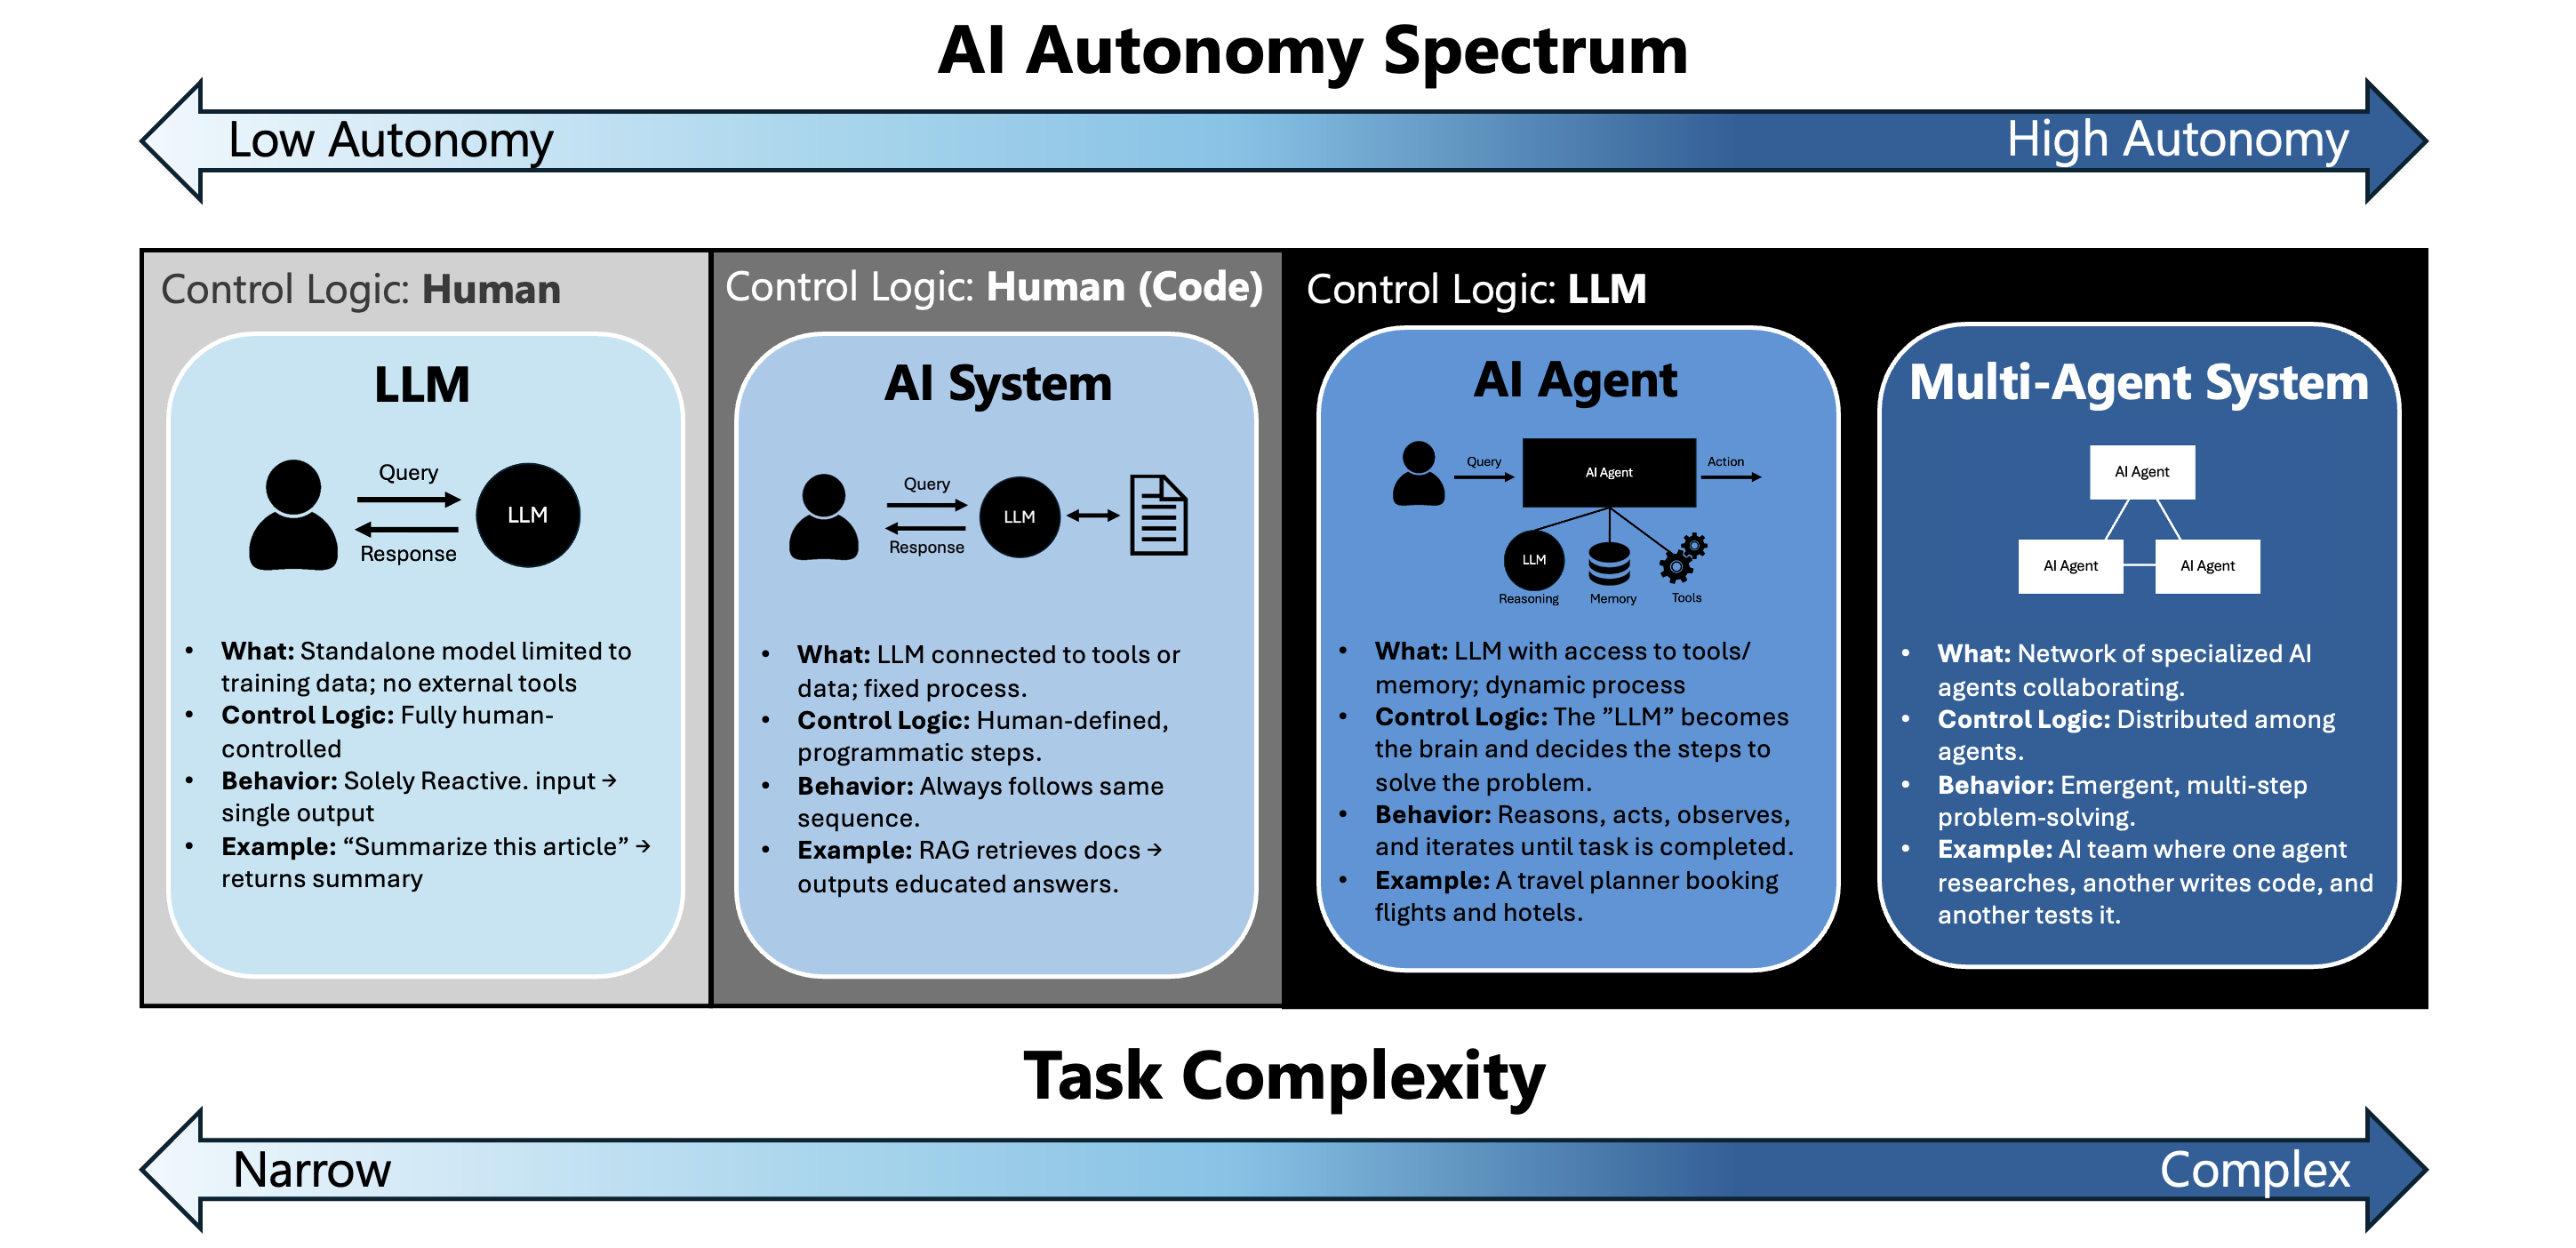 AI Autonomy Spectrum
Low Autonomy
High Autonomy
Control Logic: Human
LLM
Query
LLM
Response
• What: Standalone model limited to
training data; no external tools
• Control Logic: Fully human-
controlled
• Behavior: Solely Reactive. input →
single output
• Example: “Summarize this article” →
returns summary
Control Logic: Human (Code)
AI System
Query
LLM
Response
• What: LLM connected to tools or
data; fixed process.
• Control Logic: Human-defined,
programmatic steps.
• Behavior: Always follows same
sequence.
• Example: RAG retrieves docs →
outputs educated answers.
Control Logic: LLM
AI Agent
Query
AI Agent
Action
LLM
Reasoning
Memory
Tools
• What: LLM with access to tools/
memory; dynamic process
• Control Logic: The ”LLM” becomes
the brain and decides the steps to
solve the problem.
• Behavior: Reasons, acts, observes,
and iterates until task is completed.
• Example: A travel planner booking
flights and hotels.
Multi-Agent System
AI Agent
AI Agent
AI Agent
• What: Network of specialized AI
agents collaborating.
• Control Logic: Distributed among
agents.
• Behavior: Emergent, multi-step
problem-solving.
• Example: AI team where one agent
researches, another writes code, and
another tests it.
Task Complexity
Narrow
Complex